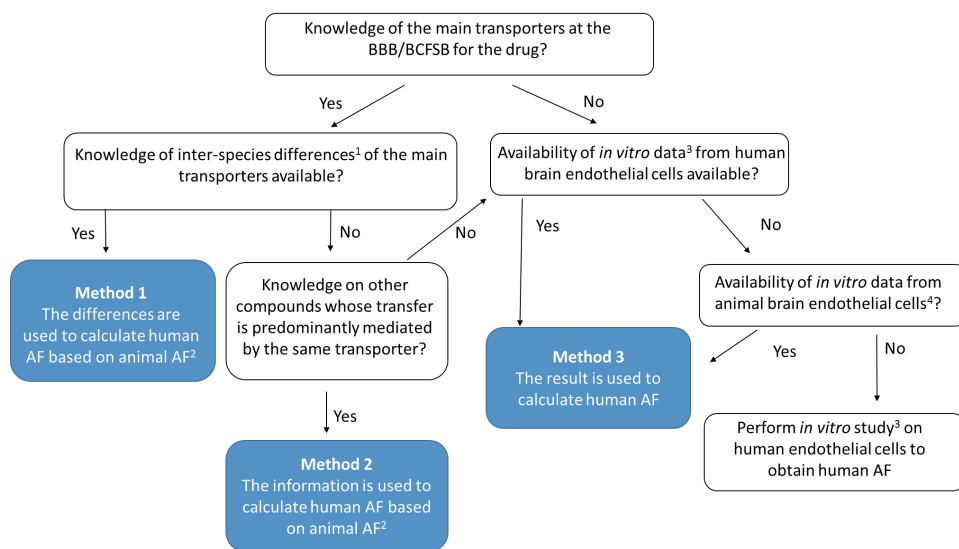 Knowledge of the main transporters at the
BBB/BCFSB for the drug?
Yes
No
Knowledge of inter-species differences¹ of the main
transporters available?
Availability of in vitro data³ from human
brain endothelial cells available?
Yes
No
No
Yes
No
Method 1
The differences are
used to calculate human
AF based on animal AF²
Knowledge on other
compounds whose transfer
is predominantly mediated
by the same transporter?
Availability of in vitro data from
animal brain endothelial cells⁴?
Method 3
The result is used to
calculate human AF
Yes
No
Yes
Perform in vitro study³ on
human endothelial cells to
obtain human AF
Method 2
The information is used to
calculate human AF based
on animal AF²